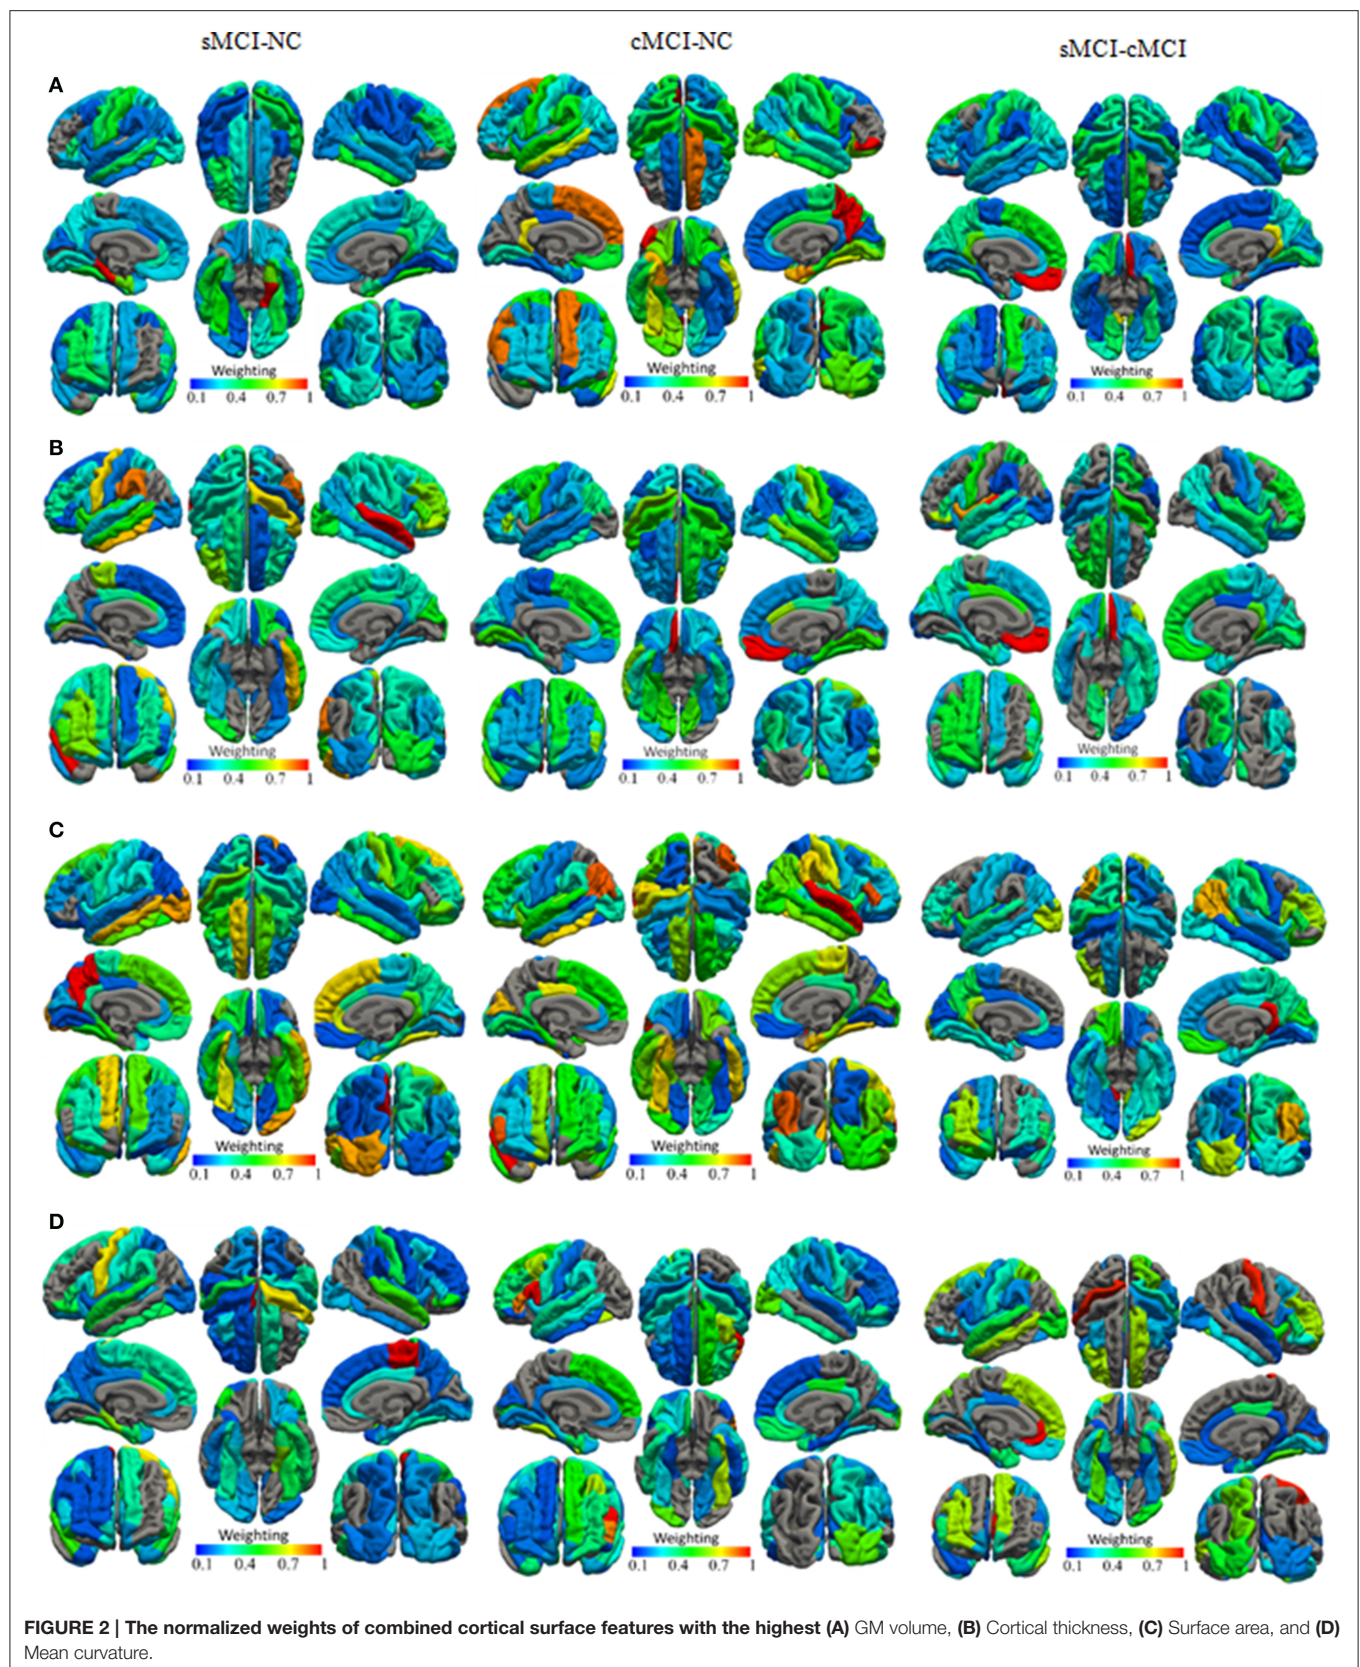 sMCI-NC
cMCI-NC
sMCI-cMCI
A
Weighting
0.1 0.4 0.7 1
Weighting
0.1 0.4 0.7 1
Weighting
0.1 0.4 0.7 1
B
Weighting
0.1 0.4 0.7 1
Weighting
0.1 0.4 0.7 1
Weighting
0.1 0.4 0.7 1
C
Weighting
0.1 0.4 0.7 1
Weighting
0.1 0.4 0.7 1
Weighting
0.1 0.4 0.7 1
D
Weighting
0.1 0.4 0.7 1
Weighting
0.1 0.4 0.7 1
Weighting
0.1 0.4 0.7 1
FIGURE 2 | The normalized weights of combined cortical surface features with the highest (A) GM volume, (B) Cortical thickness, (C) Surface area, and (D)
Mean curvature.